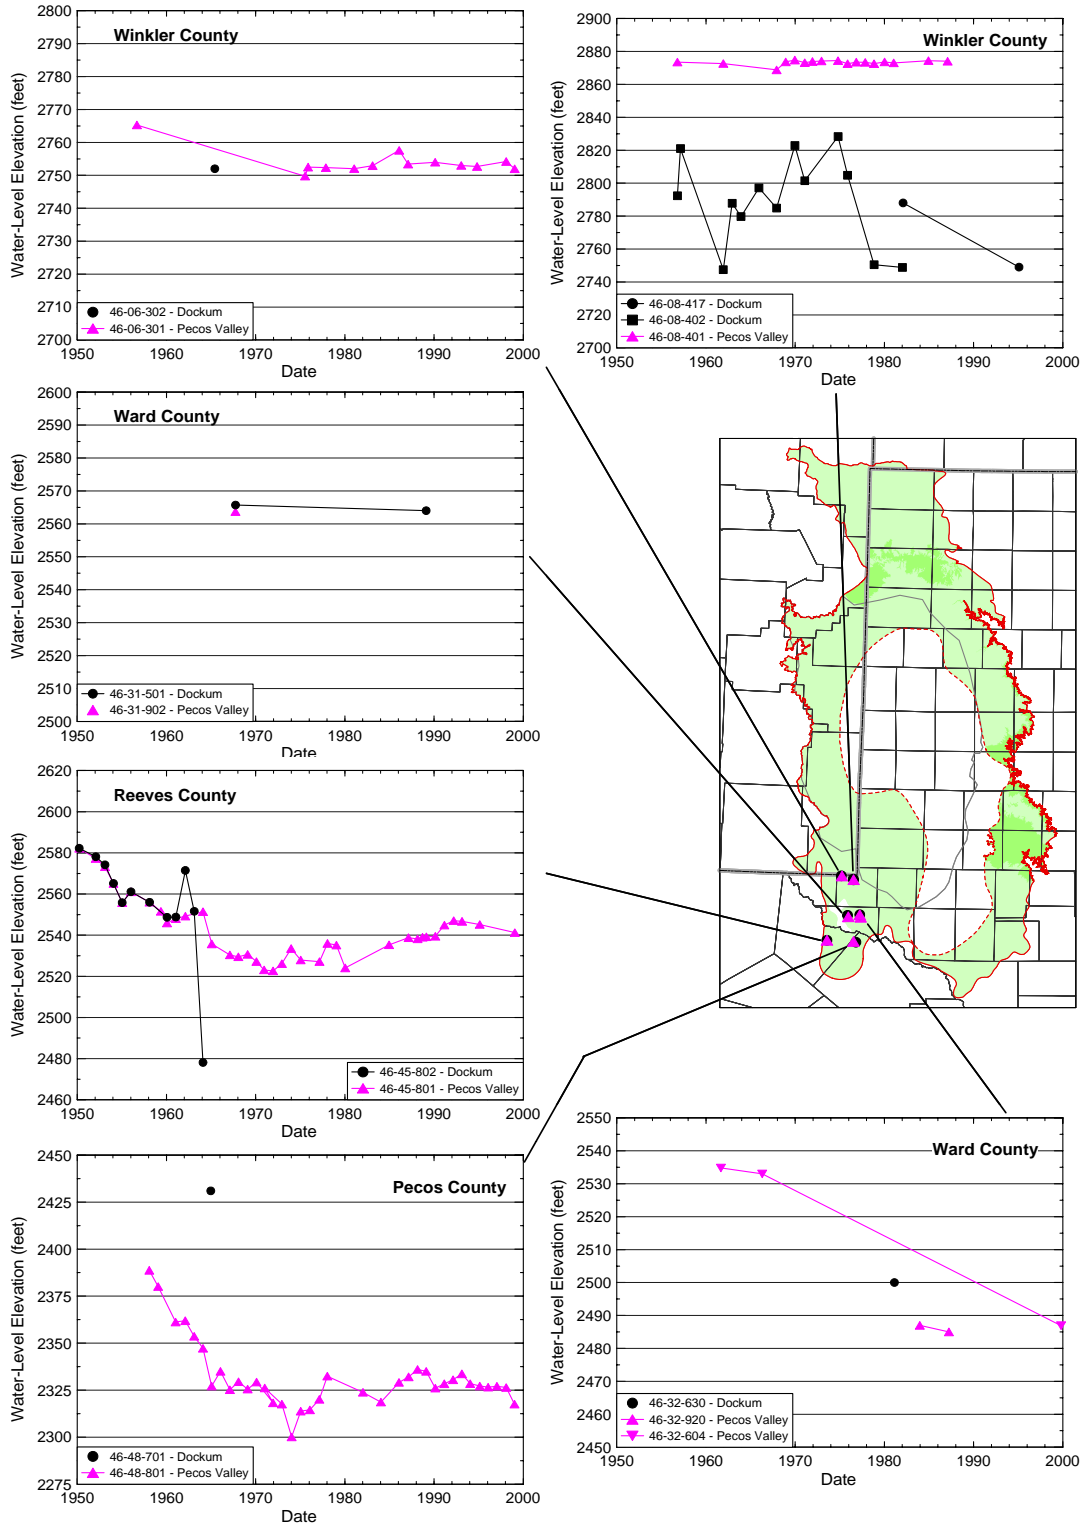 Winkler County
Water-Level Elevation (feet)
2800
2790
2780
2770
2760
2750
2740
2730
2720
2710
2700
46-06-302 - Dockum
46-06-301 - Pecos Valley
1950 1960 1970 1980 1990 2000
Date
Winkler County
Water-Level Elevation (feet)
2900
2880
2860
2840
2820
2800
2780
2760
2740
2720
2700
46-08-417 - Dockum
46-08-402 - Dockum
46-08-401 - Pecos Valley
1950 1960 1970 1980 1990 2000
Date
Ward County
Water-Level Elevation (feet)
2600
2590
2580
2570
2560
2550
2540
2530
2520
2510
2500
46-31-501 - Dockum
46-31-902 - Pecos Valley
1950 1960 1970 1980 1990 2000
Date
Reeves County
Water-Level Elevation (feet)
2620
2600
2580
2560
2540
2520
2500
2480
2460
46-45-802 - Dockum
46-45-801 - Pecos Valley
1950 1960 1970 1980 1990 2000
Date
Pecos County
Water-Level Elevation (feet)
2450
2425
2400
2375
2350
2325
2300
2275
46-48-701 - Dockum
46-48-801 - Pecos Valley
1950 1960 1970 1980 1990 2000
Date
Ward County
Water-Level Elevation (feet)
2550
2540
2530
2520
2510
2500
2490
2480
2470
2460
2450
46-32-630 - Dockum
46-32-920 - Pecos Valley
46-32-604 - Pecos Valley
1950 1960 1970 1980 1990 2000
Date